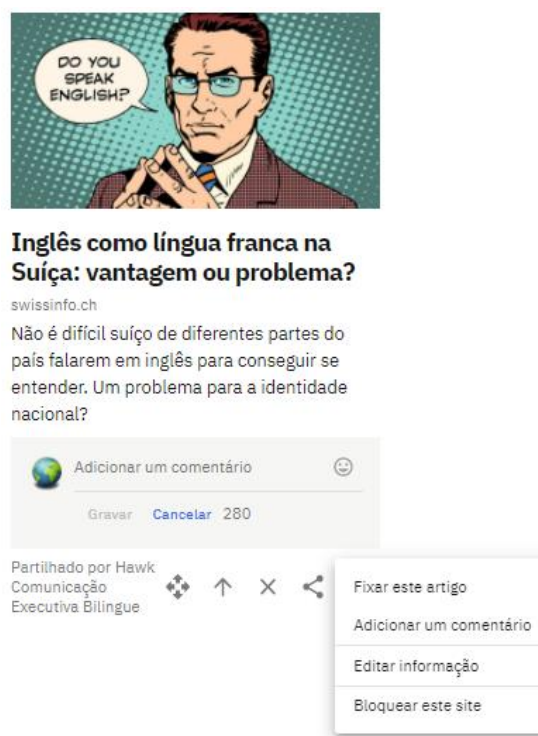 DO YOU
SPEAK
ENGLISH?
Inglês como língua franca na
Suíça: vantagem ou problema?
swissinfo.ch
Não é difícil suíço de diferentes partes do
país falarem em inglês para conseguir se
entender. Um problema para a identidade
nacional?
Adicionar um comentário
Gravar Cancelar 280
Partilhado por Hawk
Comunicação
Executiva Bilingue
Fixar este artigo
Adicionar um comentário
Editar informação
Bloquear este site